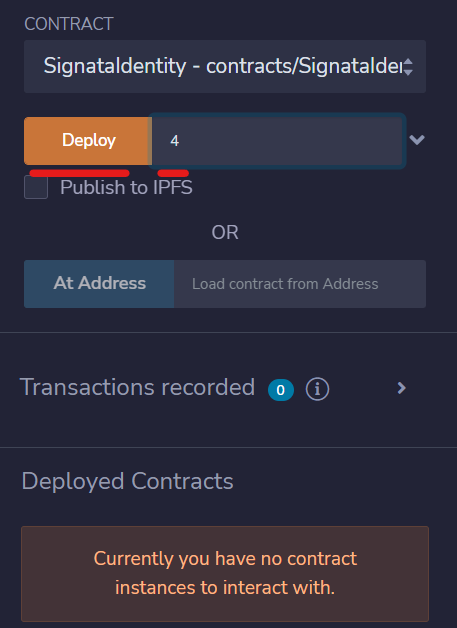 CONTRACT
SignataIdentity - contracts/SignataIder
Deploy
4
Publish to IPFS
OR
At Address
Load contract from Address
Transactions recorded 0 i
Deployed Contracts
Currently you have no contract
instances to interact with.